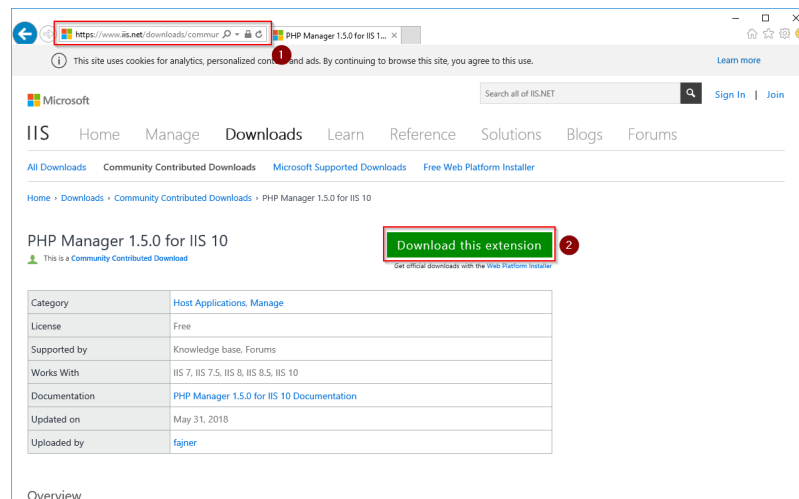 https://www.iis.net/downloads/commur
PHP Manager 1.5.0 for IIS 1...
1
This site uses cookies for analytics, personalized and ads. By continuing to browse this site, you agree to this use.
Learn more
Microsoft
Search all of IIS.NET
Sign In | Join
IIS Home Manage Downloads Learn Reference Solutions Blogs Forums
All Downloads Community Contributed Downloads Microsoft Supported Downloads Free Web Platform Installer
Home › Downloads › Community Contributed Downloads › PHP Manager 1.5.0 for IIS 10
PHP Manager 1.5.0 for IIS 10
Download this extension
2
This is a Community Contributed Download
Get official downloads with the Web Platform Installer
Category Host Applications, Manage
License Free
Supported by Knowledge base, Forums
Works With IIS 7, IIS 7.5, IIS 8, IIS 8.5, IIS 10
Documentation PHP Manager 1.5.0 for IIS 10 Documentation
Updated on May 31, 2018
Uploaded by fajner
Overview